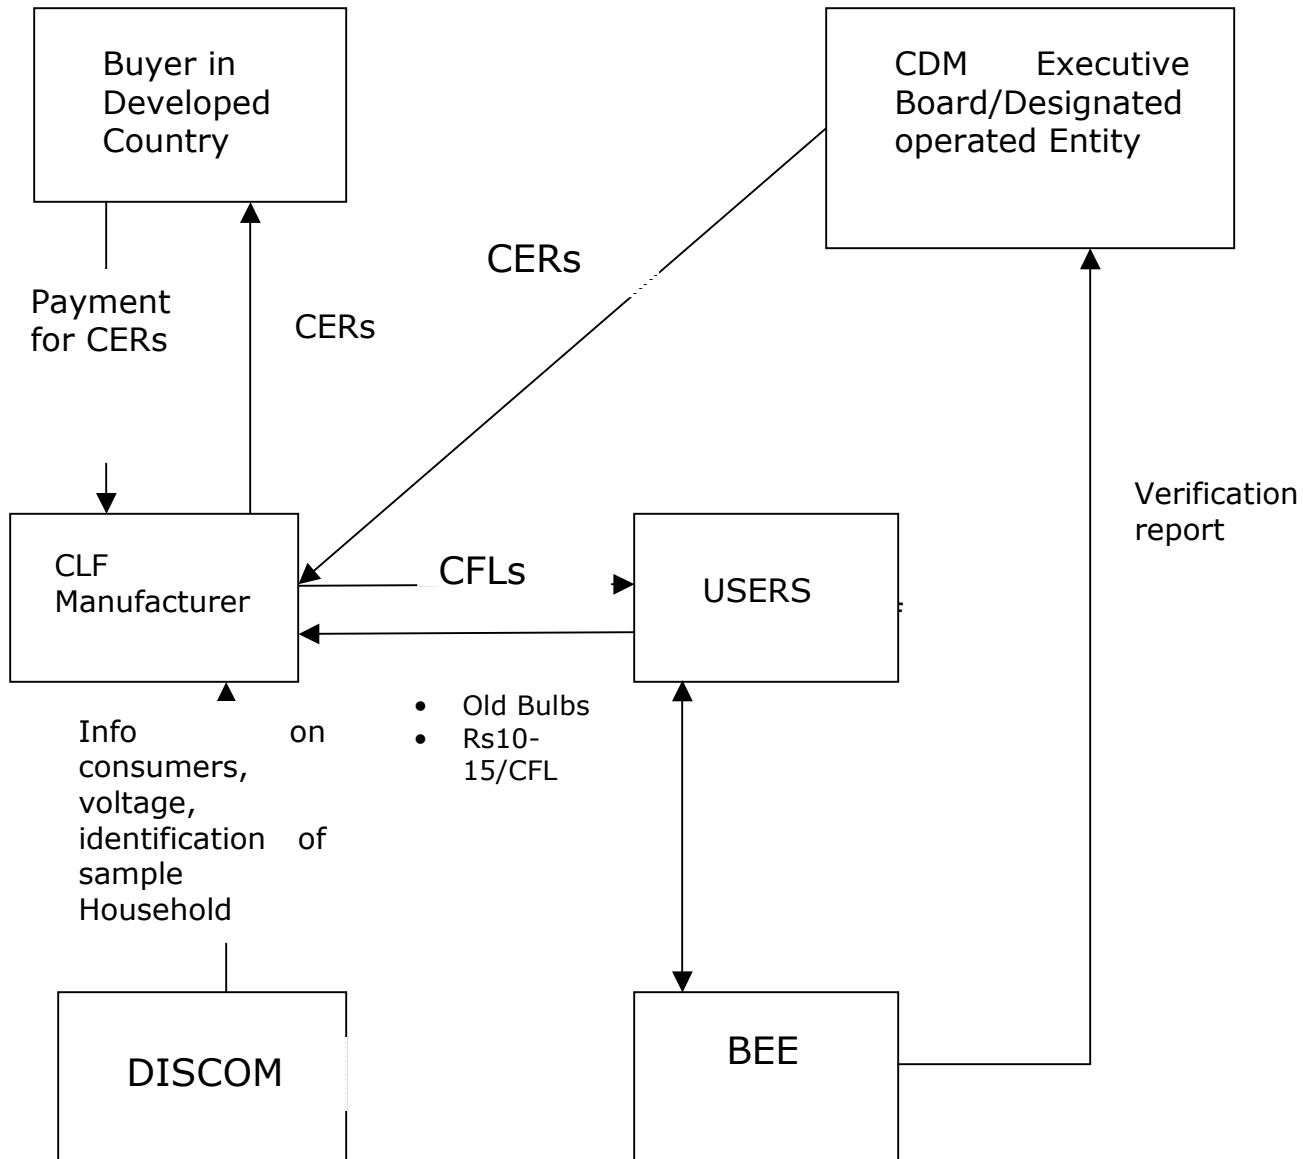 Buyer in
Developed
Country
CDM Executive
Board/Designated
operated Entity
CERs
Payment
for CERs
CERs
Verification
report
CLF
Manufacturer
CFLs
USERS
Info on
consumers,
voltage,
identification of
sample
Household
• Old Bulbs
• Rs10-
15/CFL
DISCOM
BEE